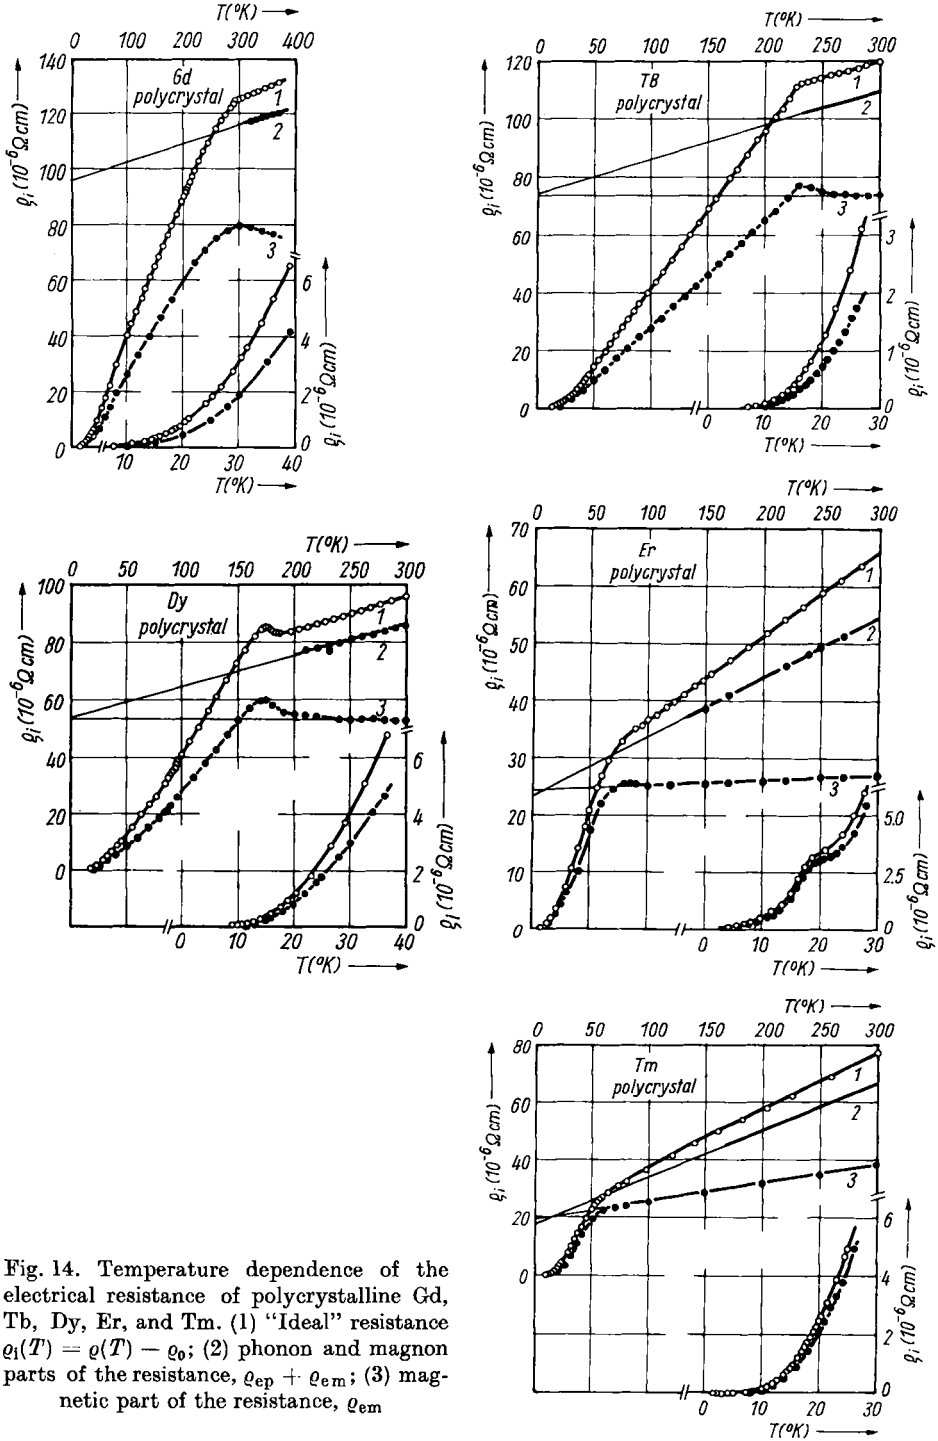 T(°K)
0 100 200 300 400
140
120
100
80
60
40
20
0
ϱi (10⁻⁶ Ω cm)
Gd
polycrystal
1
2
3
6
4
2
0
ϱi (10⁻⁶ Ω cm)
10 20 30 40
T(°K)
T(°K)
0 50 100 150 200 250 300
120
100
80
60
40
20
0
ϱi (10⁻⁶ Ω cm)
TB
polycrystal
1
2
3
3
2
1
0
ϱi (10⁻⁶ Ω cm)
0 10 20 30
T(°K)
T(°K)
0 50 100 150 200 250 300
100
80
60
40
20
0
ϱi (10⁻⁶ Ω cm)
Dy
polycrystal
1
2
3
6
4
2
0
ϱi (10⁻⁶ Ω cm)
0 10 20 30 40
T(°K)
T(°K)
0 50 100 150 200 250 300
70
60
50
40
30
20
10
0
ϱi (10⁻⁶ Ω cm)
Er
polycrystal
1
2
3
5.0
2.5
0
ϱi (10⁻⁶ Ω cm)
0 10 20 30
T(°K)
T(°K)
0 50 100 150 200 250 300
80
60
40
20
0
ϱi (10⁻⁶ Ω cm)
Tm
polycrystal
1
2
3
6
4
2
0
ϱi (10⁻⁶ Ω cm)
0 10 20 30
T(°K)
Fig. 14. Temperature dependence of the
electrical resistance of polycrystalline Gd,
Tb, Dy, Er, and Tm. (1) “Ideal” resistance
ϱi(T) = ϱ(T) − ϱ0; (2) phonon and magnon
parts of the resistance, ϱep + ϱem; (3) mag-
netic part of the resistance, ϱem